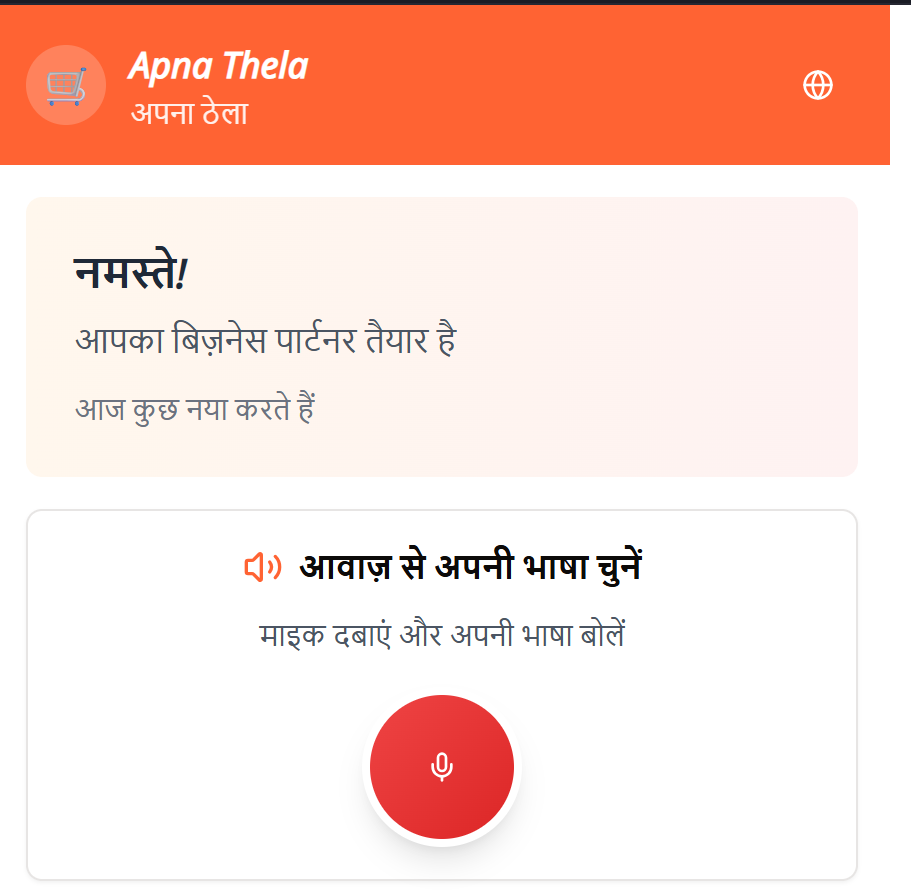 Apna Thela
अपना ठेला
नमस्ते!
आपका बिज़नेस पार्टनर तैयार है
आज कुछ नया करते हैं
आवाज़ से अपनी भाषा चुनें
माइक दबाएं और अपनी भाषा बोलें